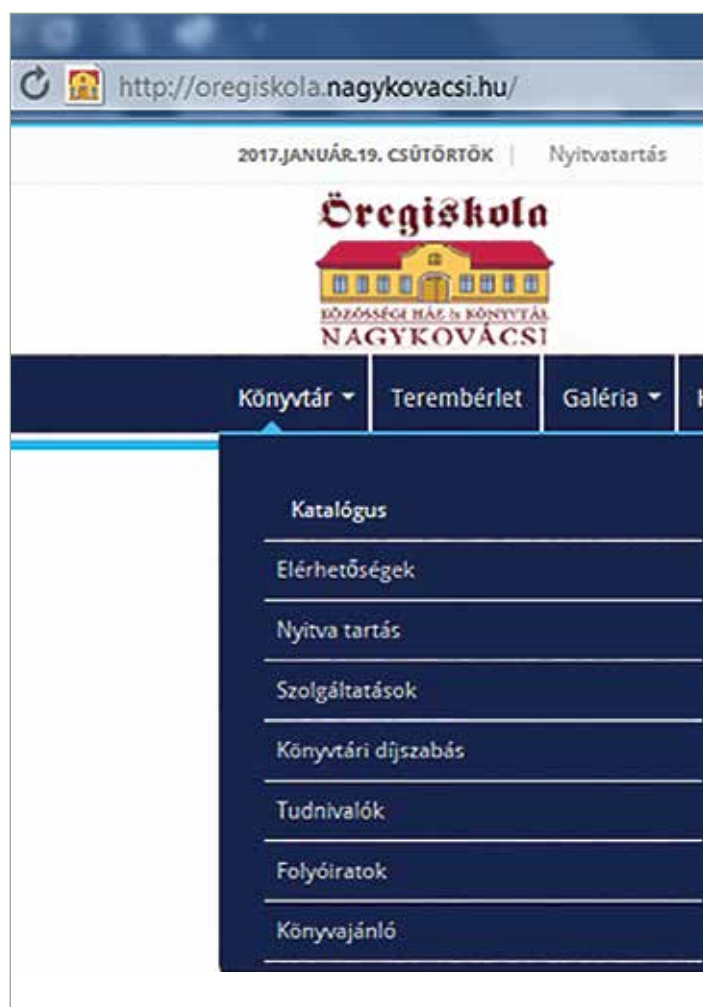 http://oregiskola.nagykovacsi.hu/
2017.JANUÁR.19. CSÜTÖRTÖK | Nyitvatartás
Öregiskola
KÖZÖSSÉGI HÁZ és KÖNYVTÁR
NAGYKOVÁCSI
Könyvtár Terembérlet Galéria
Katalógus
Elérhetőségek
Nyitva tartás
Szolgáltatások
Könyvtári díjszabás
Tudnivalók
Folyóiratok
Könyvajánló